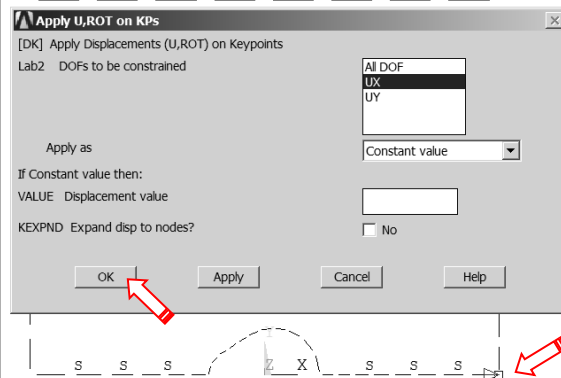 Apply U,ROT on KPs
[DK] Apply Displacements (U,ROT) on Keypoints
Lab2 DOFs to be constrained
All DOF
UX
UY
Apply as
Constant value
If Constant value then:
VALUE Displacement value
KEXPND Expand disp to nodes?
No
OK Apply Cancel Help
Y
S S S Z X S S S